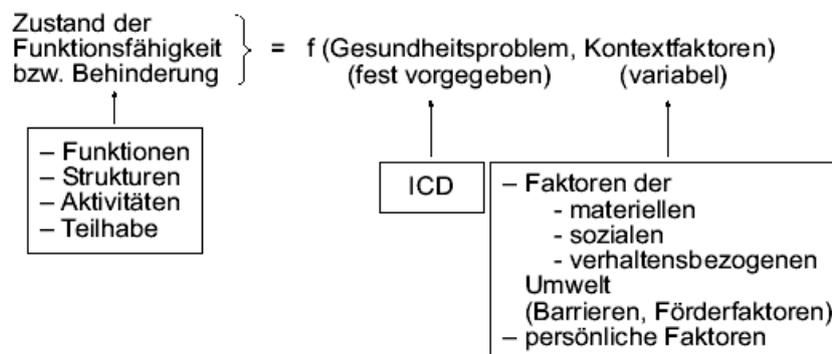 Zustand der
Funktionsfähigkeit
bzw. Behinderung
= f (Gesundheitsproblem, Kontextfaktoren)
(fest vorgegeben) (variabel)
– Funktionen
– Strukturen
– Aktivitäten
– Teilhabe
ICD
– Faktoren der
- materiellen
- sozialen
- verhaltensbezogenen
Umwelt
(Barrieren, Förderfaktoren)
– persönliche Faktoren